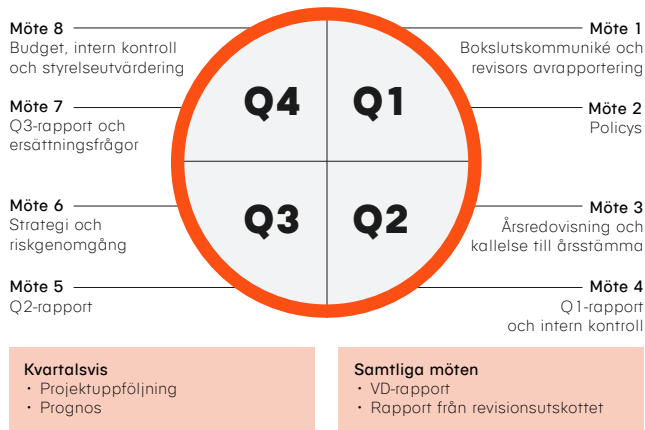 Möte 8
Budget, intern kontroll
och styrelseutvärdering
Möte 7
Q3-rapport och
ersättningsfrågor
Möte 6
Strategi och
riskgenomgång
Möte 5
Q2-rapport
Q4
Q1
Q3
Q2
Möte 1
Bokslutskommuniké och
revisors avrapportering
Möte 2
Policys
Möte 3
Årsredovisning och
kallelse till årsstämma
Möte 4
Q1-rapport
och intern kontroll
Kvartalsvis
• Projektuppföljning
• Prognos
Samtliga möten
• VD-rapport
• Rapport från revisionsutskottet